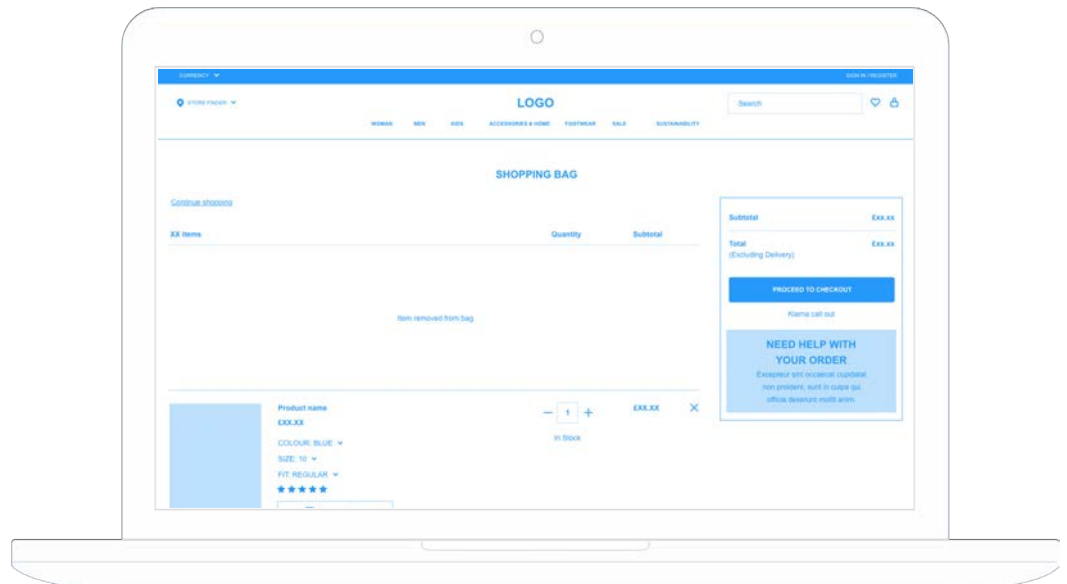 CURRENCY
SIGN IN / REGISTER
STORE FINDER
LOGO
Search
WOMAN MEN KIDS ACCESSORIES & HOME FOOTWEAR SALE SUSTAINABILITY
SHOPPING BAG
Continue shopping
XX Items Quantity Subtotal
Item removed from bag
Product name
£XX.XX
COLOUR: BLUE
SIZE: 10
FIT: REGULAR
1
In Stock
£XX.XX
Subtotal £xx.xx
Total £xx.xx
(Excluding Delivery)
PROCEED TO CHECKOUT
Klarna call out
NEED HELP WITH
YOUR ORDER
Excepteur sint occaecat cupidatat
non proident, sunt in culpa qui
officia deserunt mollit anim.